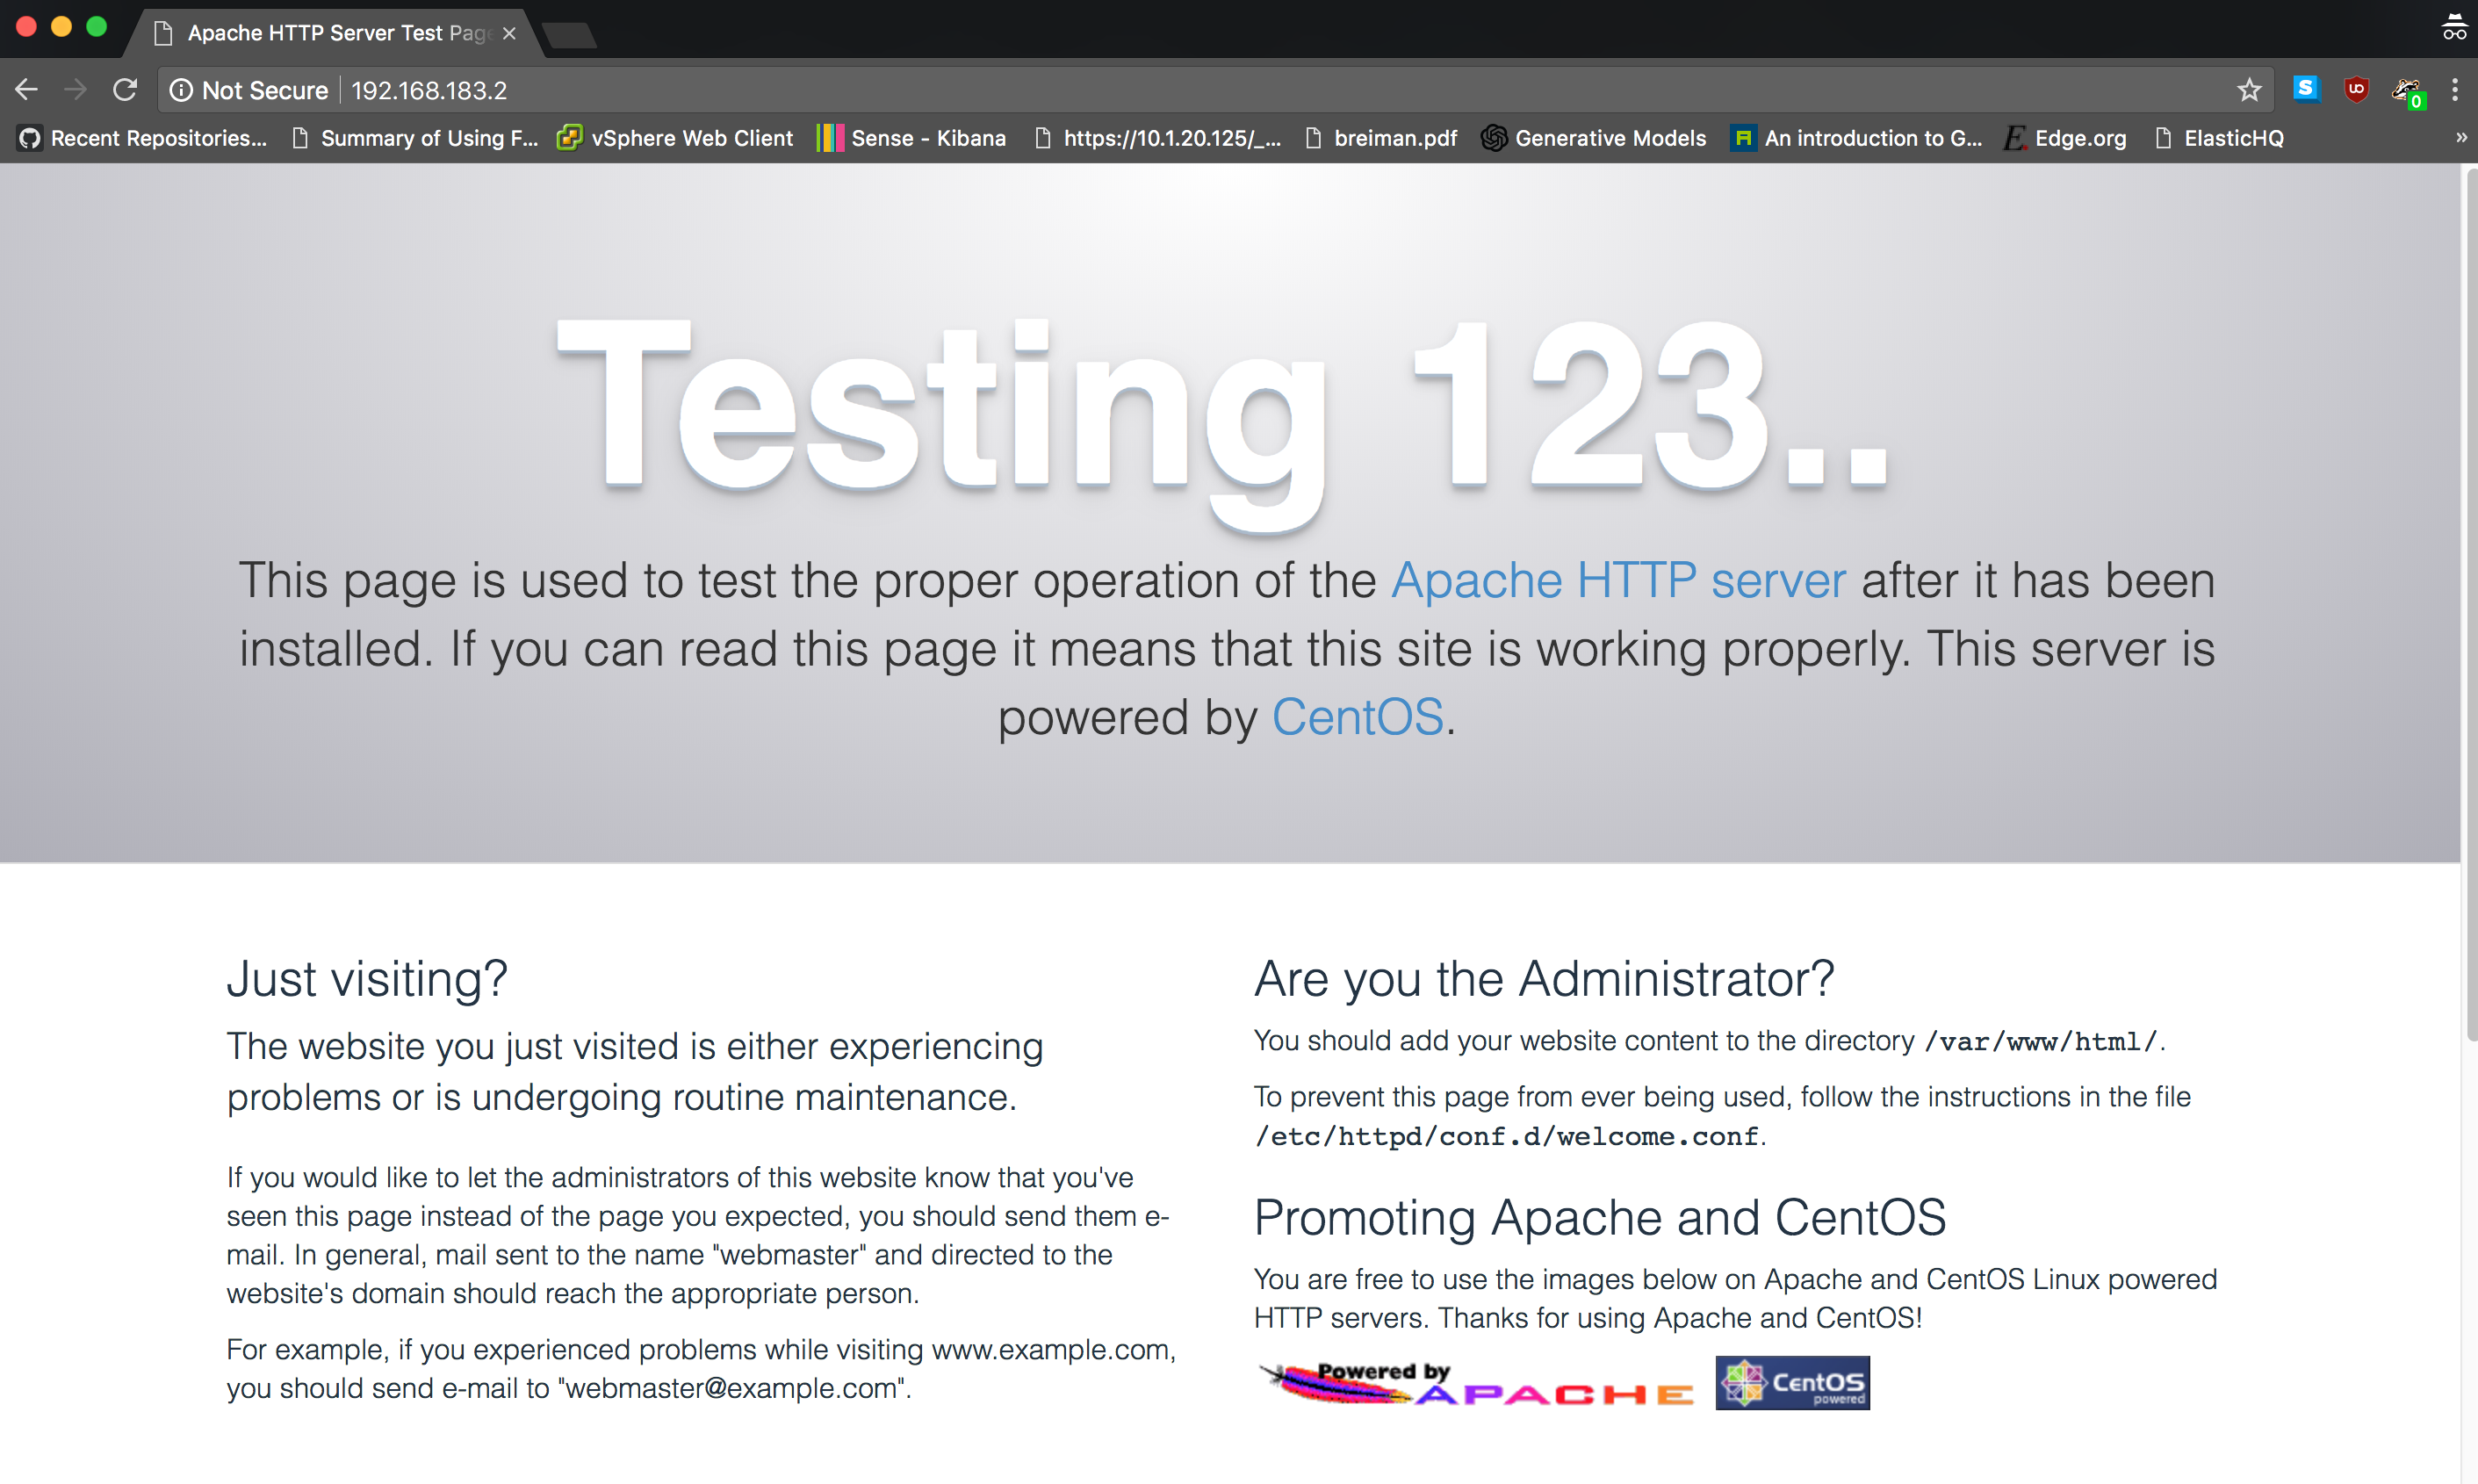 Apache HTTP Server Test Page
Not Secure 192.168.183.2
S
UO
0
Recent Repositories... Summary of Using F... vSphere Web Client Sense - Kibana https://10.1.20.125/_... breiman.pdf Generative Models An introduction to G... Edge.org ElasticHQ »
Testing 123..
This page is used to test the proper operation of the Apache HTTP server after it has been
installed. If you can read this page it means that this site is working properly. This server is
powered by CentOS.
Just visiting?
The website you just visited is either experiencing
problems or is undergoing routine maintenance.
If you would like to let the administrators of this website know that you've
seen this page instead of the page you expected, you should send them e-
mail. In general, mail sent to the name "webmaster" and directed to the
website's domain should reach the appropriate person.
For example, if you experienced problems while visiting www.example.com,
you should send e-mail to "webmaster@example.com".
Are you the Administrator?
You should add your website content to the directory /var/www/html/.
To prevent this page from ever being used, follow the instructions in the file
/etc/httpd/conf.d/welcome.conf.
Promoting Apache and CentOS
You are free to use the images below on Apache and CentOS Linux powered
HTTP servers. Thanks for using Apache and CentOS!
Powered by
APACHE
CentOS
powered